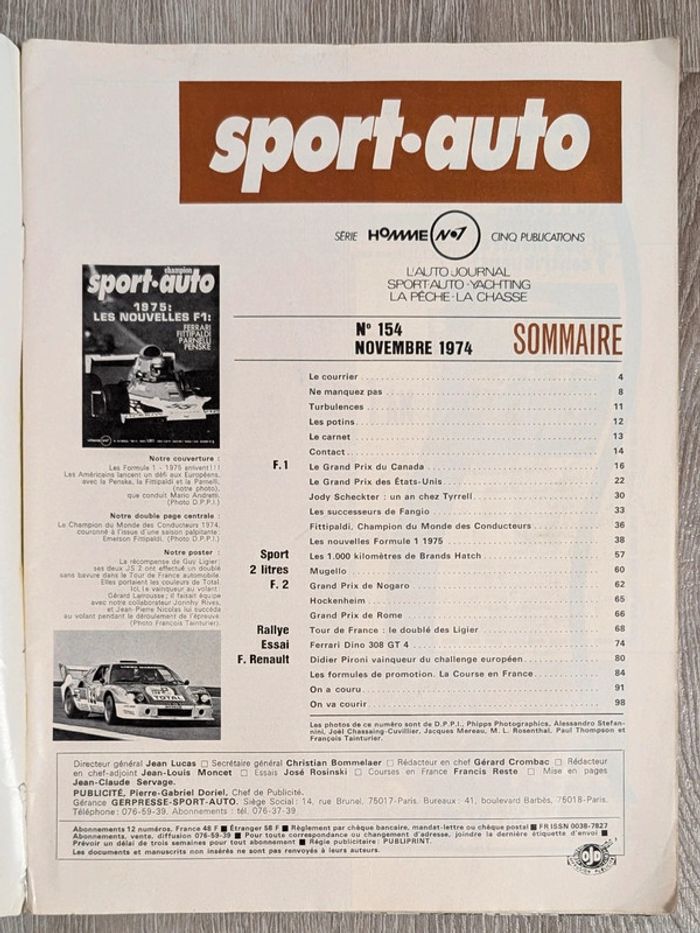 sport•auto
SÉRIE HOMME No7 CINQ PUBLICATIONS
L'AUTO JOURNAL
SPORT-AUTO-YACHTING
LA PÊCHE-LA CHASSE
champion
sport•auto
1975:
LES NOUVELLES F1:
FERRARI
FITTIPALDI
PARNELLI
PENSKE
N° 154
NOVEMBRE 1974
SOMMAIRE
Notre couverture :
Les Formule 1 - 1975 arrivent!!!
Les Américains lancent un défi aux Européens,
avec la Penske, la Fittipaldi et la Parnelli,
(notre photo),
que conduit Mario Andretti.
(Photo D.P.P.I.)
Notre double page centrale :
Le Champion du Monde des Conducteurs 1974,
couronné à l'issue d'une saison palpitante :
Emerson Fittipaldi. (Photo D.P.P.I.)
Notre poster :
La récompense de Guy Ligier;
ses deux JS 2 ont effectué un doublé
sans bavure dans le Tour de France automobile.
Elles portaient les couleurs de Total.
Ici, le vainqueur au volant :
Gérard Larrousse; il faisait équipe
avec notre collaborateur Johnny Rives,
et Jean-Pierre Nicolas lui succéda
au volant pendant le déroulement de l'épreuve.
(Photo François Tainturier).
TOTAL
Le courrier 4
Ne manquez pas 8
Turbulences 11
Les potins 12
Le carnet 13
Contact 14
F.1 Le Grand Prix du Canada 16
Le Grand Prix des États-Unis 22
Jody Scheckter : un an chez Tyrrell 30
Les successeurs de Fangio 33
Fittipaldi, Champion du Monde des Conducteurs 36
Les nouvelles Formule 1 1975 38
Sport Les 1.000 kilomètres de Brands Hatch 57
2 litres Mugello 60
F. 2 Grand Prix de Nogaro 62
Hockenheim 65
Grand Prix de Rome 66
Rallye Tour de France : le doublé des Ligier 68
Essai Ferrari Dino 308 GT 4 74
F. Renault Didier Pironi vainqueur du challenge européen 80
Les formules de promotion. La Course en France 84
On a couru 91
On va courir 98
Les photos de ce numéro sont de D.P.P.I., Phipps Photographics, Alessandro Stefan-
nini, Joël Chassaing-Cuvillier, Jacques Mereau, M. L. Rosenthal, Paul Thompson et
François Tainturier.
Directeur général Jean Lucas □ Secrétaire général Christian Bommelaer □ Rédacteur en chef Gérard Crombac □ Rédacteur
en chef-adjoint Jean-Louis Moncet □ Essais José Rosinski □ Courses en France Francis Reste □ Mise en pages
Jean-Claude Servage.
PUBLICITÉ, Pierre-Gabriel Doriel, Chef de Publicité.
Gérance GERPRESSE-SPORT-AUTO. Siège Social : 14, rue Brunel, 75017-Paris. Bureaux : 41, boulevard Barbès, 75018-Paris.
Téléphone : 076-59-39. Abonnements : tél. 076-37-39
Abonnements 12 numéros. France 48 F ■ Étranger 58 F ■ Règlement par chèque bancaire, mandat-lettre ou chèque postal ■ FR ISSN 0038-7827
Abonnements, vente, diffusion 076-59-39 ■ Pour toute correspondance ou changement d'adresse, joindre la dernière étiquette d'envoi ■
Prévoir un délai de trois semaines pour tout abonnement ■ Régie publicitaire : PUBLIPRINT.
Les documents et manuscrits non insérés ne sont pas renvoyés à leurs auteurs.
OJD